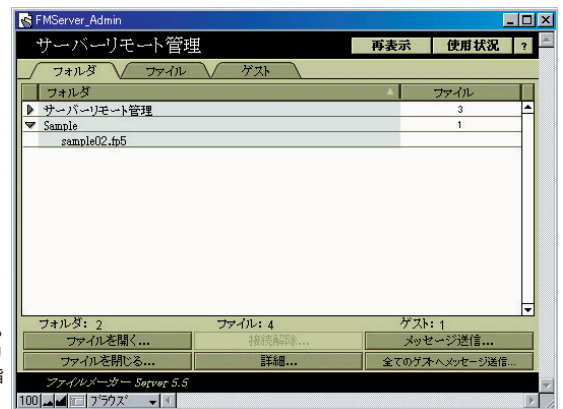 FMServer_Admin
サーバーリモート管理
再表示 使用状況 ?
フォルダ ファイル ゲスト
フォルダ ファイル
サーバーリモート管理 3
Sample 1
sample02.fp5
フォルダ: 2 ファイル: 4 ゲスト: 1
ファイルを開く... 接続解除... メッセージ送信...
ファイルを閉じる... 詳細... 全てのゲストへメッセージ送信...
ファイルメーカー Server 5.5
100 ブラウズ